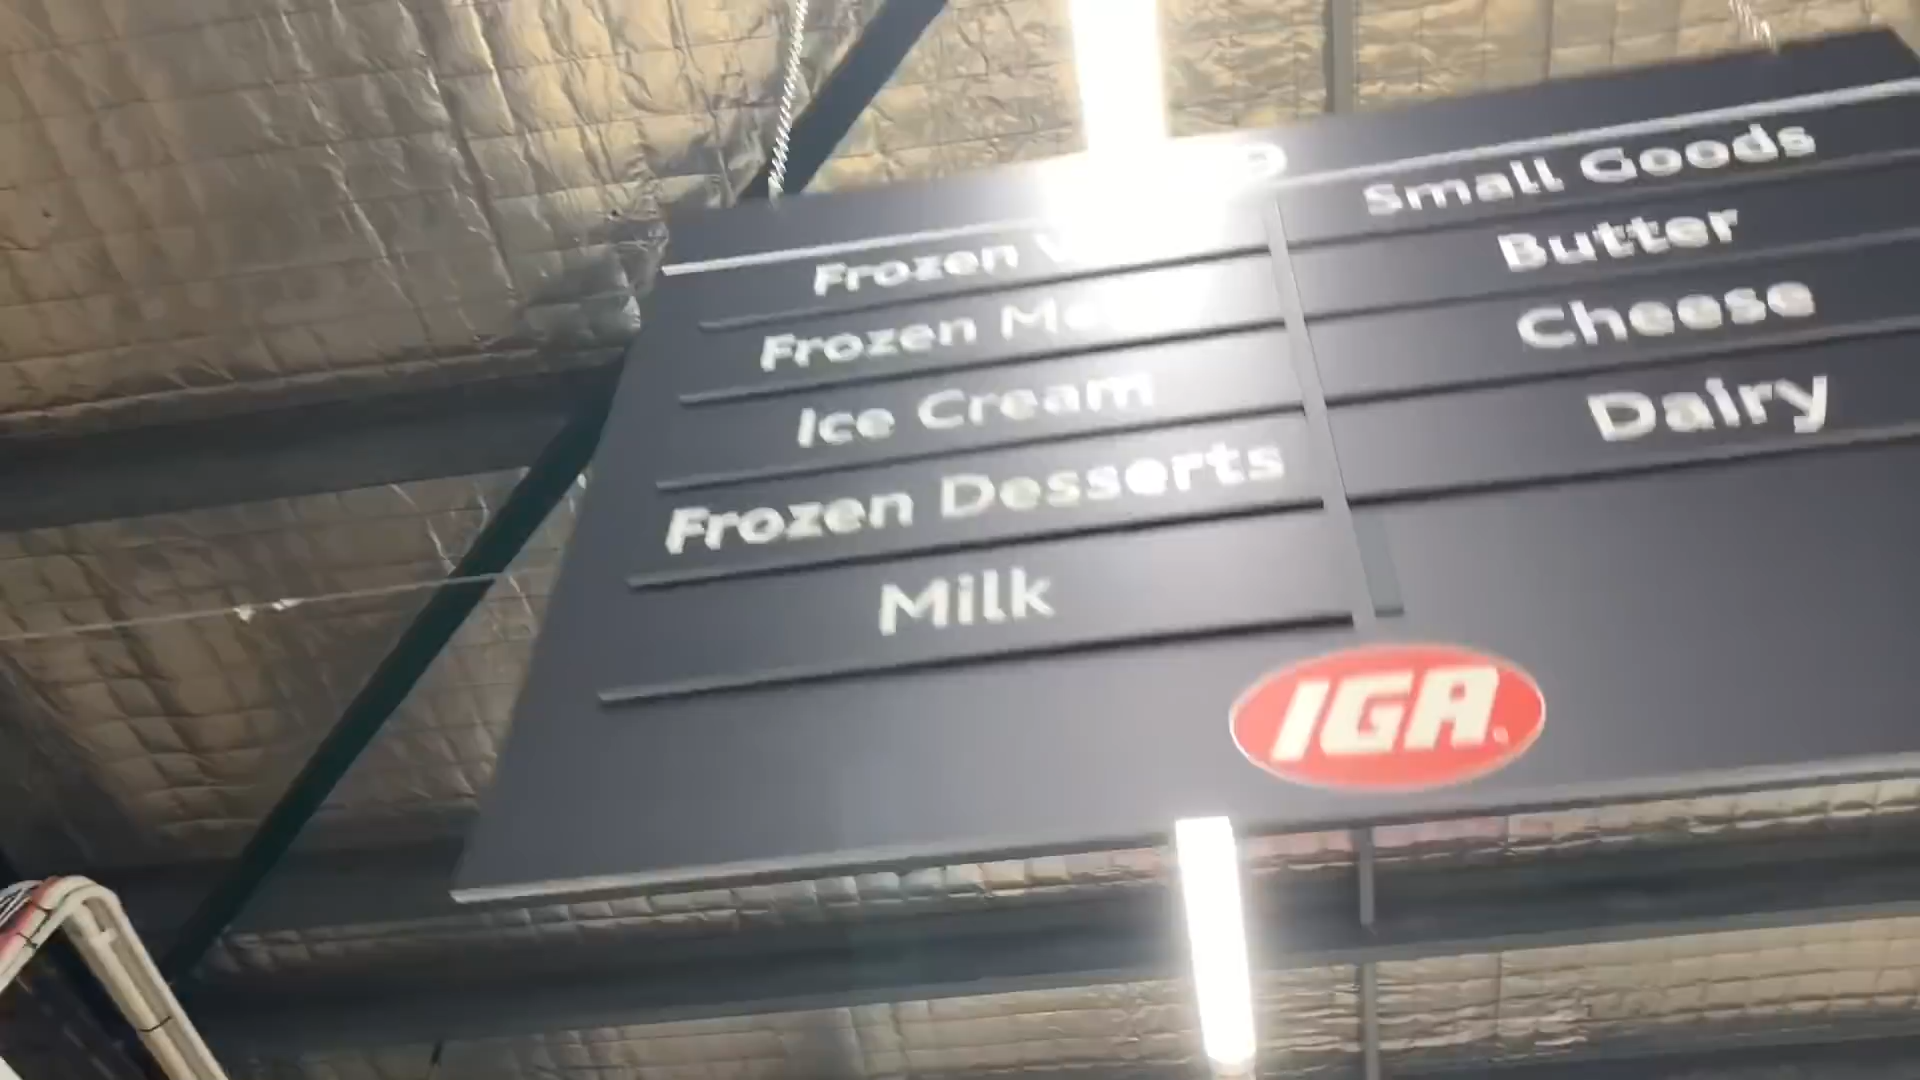 Frozen
Frozen
Ice Cream
Frozen Desserts
Milk
Small Goods
Butter
Cheese
Dairy
IGA